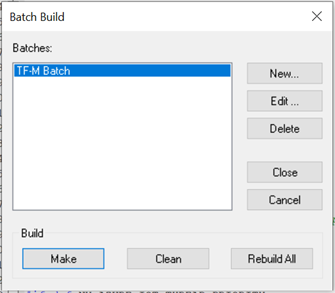 Batch Build
Batches:
TF-M Batch
New...
Edit ...
Delete
Close
Cancel
Build
Make
Clean
Rebuild All